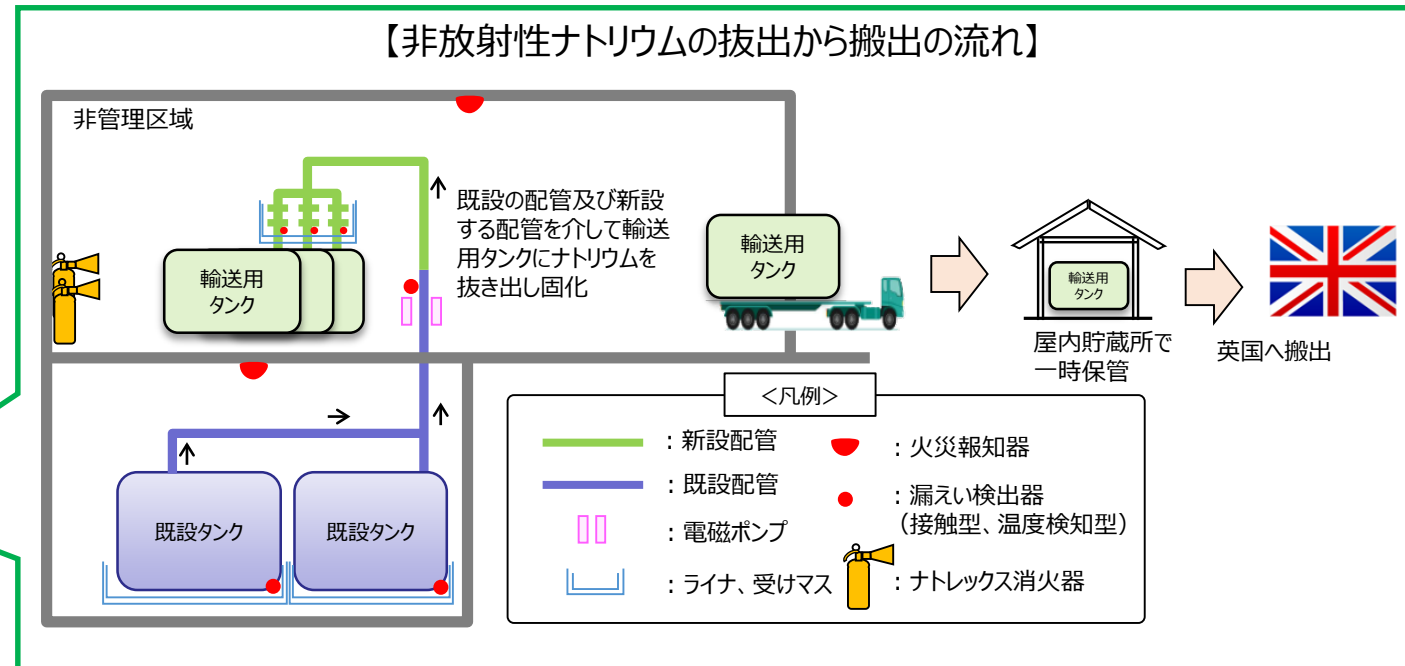 【非放射性ナトリウムの抜出から搬出の流れ】
非管理区域
既設の配管及び新設
する配管を介して輸送
用タンクにナトリウムを
抜き出し固化
輸送用
タンク
輸送用
タンク
輸送用
タンク
屋内貯蔵所で
一時保管
英国へ搬出
既設タンク
既設タンク
<凡例>
：新設配管
：既設配管
：電磁ポンプ
：ライナ、受けマス
：火災報知器
：漏えい検出器
（接触型、温度検知型）
：ナトレックス消火器